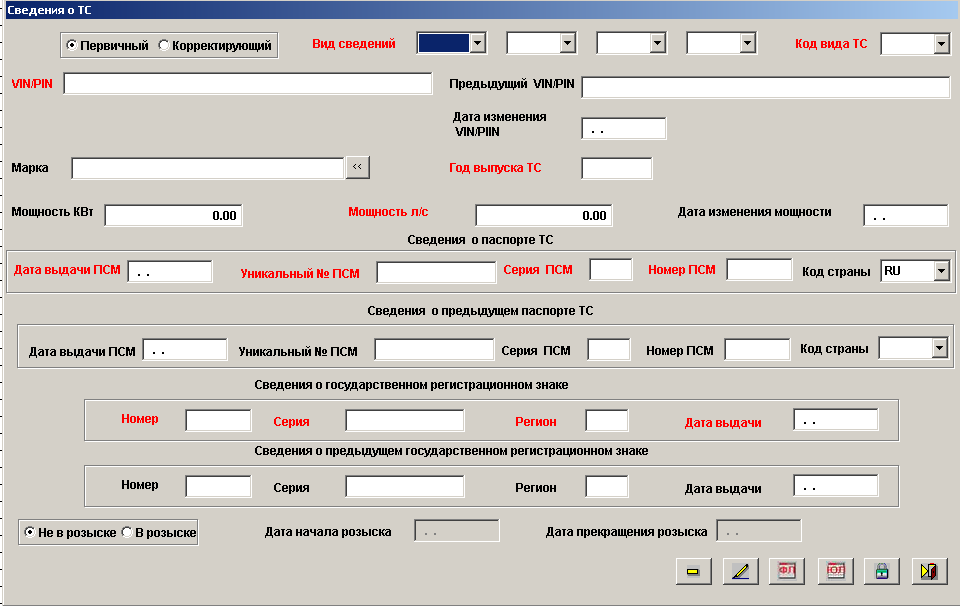 Сведения о ТС
Первичный Корректирующий Вид сведений Код вида ТС
VIN/PIN Предыдущий VIN/PIN
Дата изменения
VIN/PIIN . .
Марка << Год выпуска ТС
Мощность КВт 0.00 Мощность л/с 0.00 Дата изменения мощности . .
Сведения о паспорте ТС
Дата выдачи ПСМ . . Уникальный № ПСМ Серия ПСМ Номер ПСМ Код страны RU
Сведения о предыдущем паспорте ТС
Дата выдачи ПСМ . . Уникальный № ПСМ Серия ПСМ Номер ПСМ Код страны
Сведения о государственном регистрационном знаке
Номер Серия Регион Дата выдачи . .
Сведения о предыдущем государственном регистрационном знаке
Номер Серия Регион Дата выдачи . .
Не в розыске В розыске Дата начала розыска . . Дата прекращения розыска . .
ФЛ ЮЛ